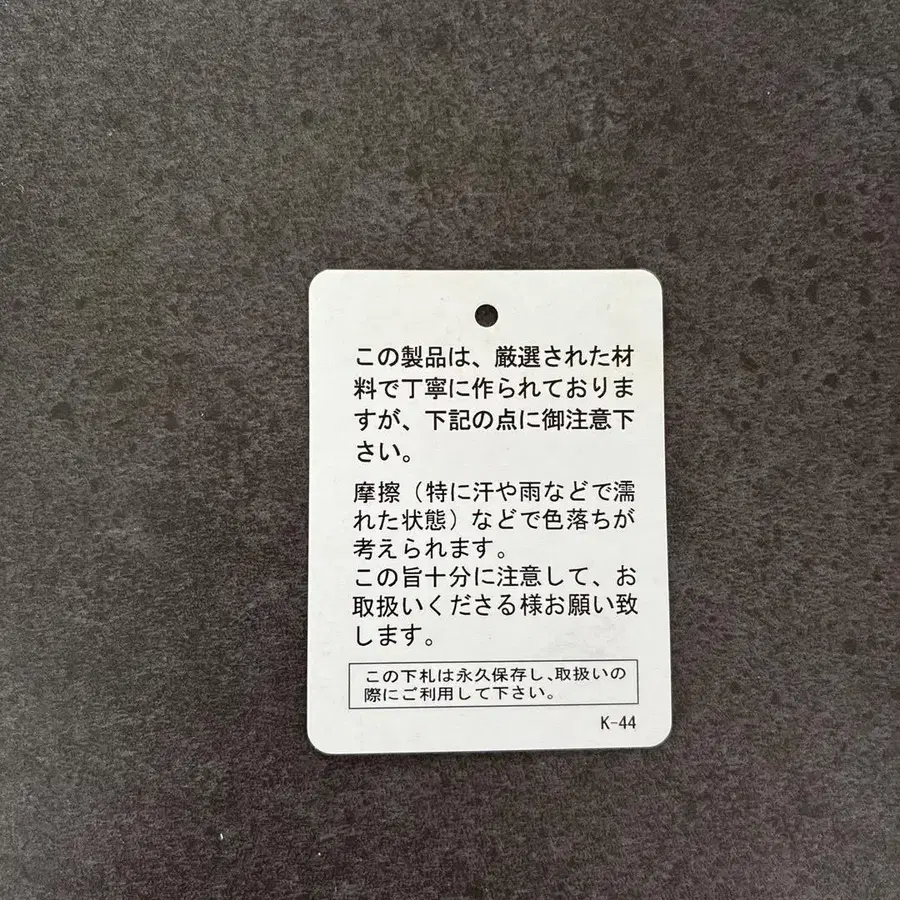 この製品は、厳選された材
料で丁寧に作られておりま
すが、下記の点に御注意下
さい。
摩擦（特に汗や雨などで濡
れた状態）などで色落ちが
考えられます。
この旨十分に注意して、お
取扱いくださる様お願い致
します。
この下札は永久保存し、取扱いの
際にご利用して下さい。
K-44